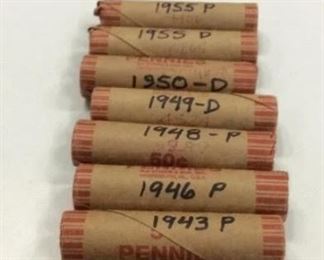 1955 P
1955 D
PENNIES
1950-D
1949-D
1948-P
50¢
1946 P
1943 P
PENNIES